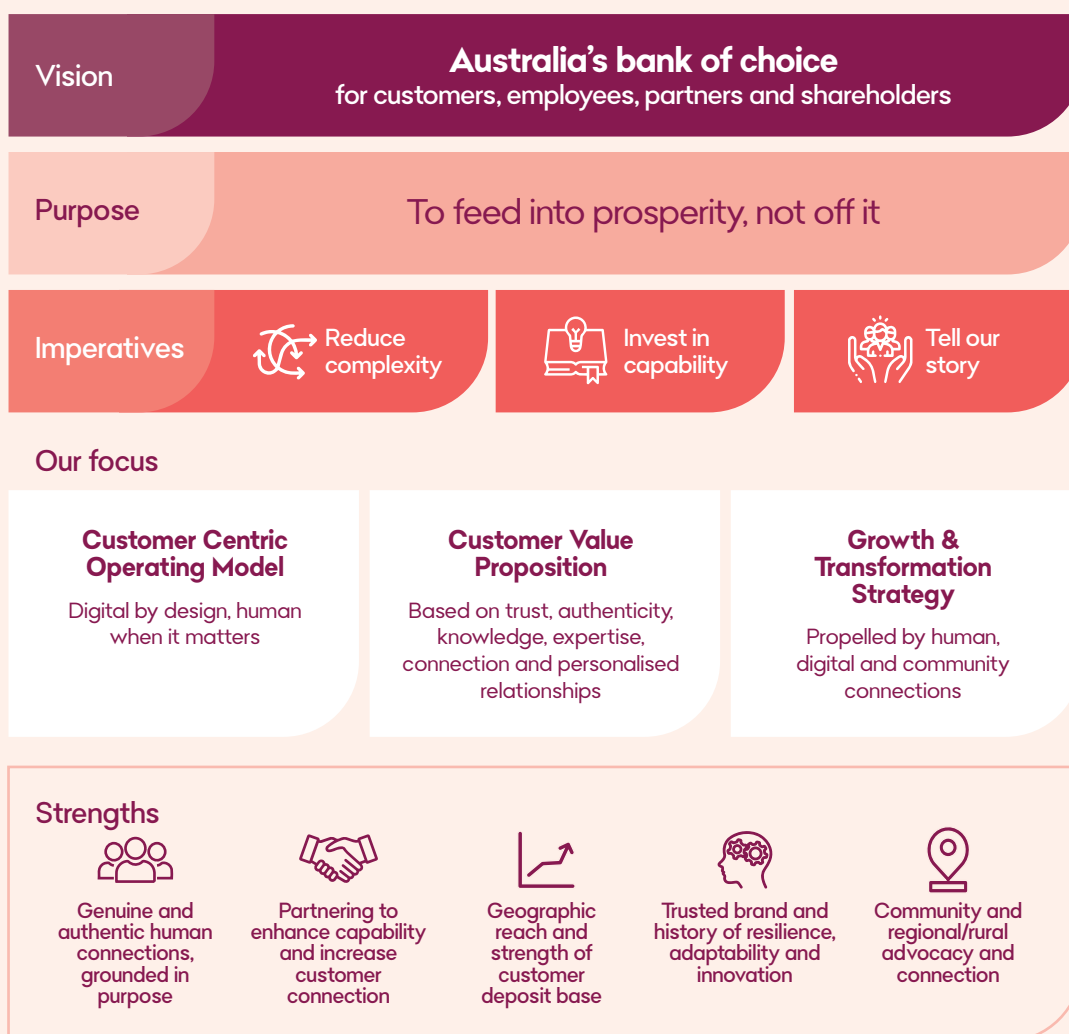 Vision
Australia’s bank of choice
for customers, employees, partners and shareholders
Purpose
To feed into prosperity, not off it
Imperatives
Reduce
complexity
Invest in
capability
Tell our
story
Our focus
Customer Centric
Operating Model
Digital by design, human
when it matters
Customer Value
Proposition
Based on trust, authenticity,
knowledge, expertise,
connection and personalised
relationships
Growth &
Transformation
Strategy
Propelled by human,
digital and community
connections
Strengths
Genuine and
authentic human
connections,
grounded in
purpose
Partnering to
enhance capability
and increase
customer
connection
Geographic
reach and
strength of
customer
deposit base
Trusted brand and
history of resilience,
adaptability and
innovation
Community and
regional/rural
advocacy and
connection